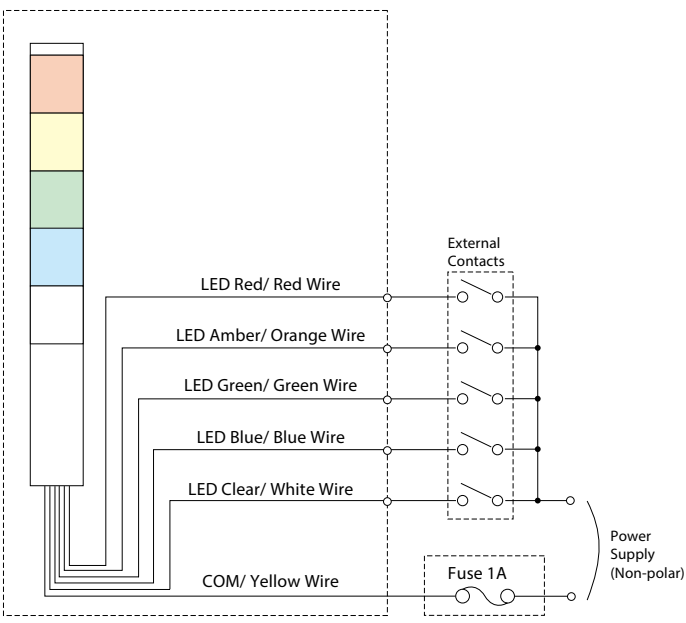 External
Contacts
LED Red/ Red Wire
LED Amber/ Orange Wire
LED Green/ Green Wire
LED Blue/ Blue Wire
LED Clear/ White Wire
Power
Supply
(Non-polar)
Fuse 1A
COM/ Yellow Wire